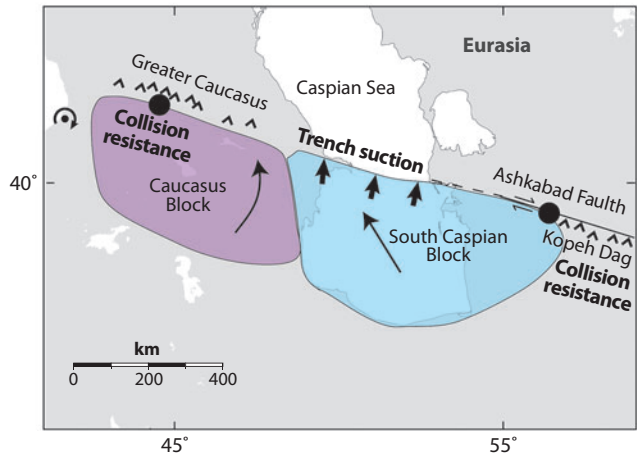 Eurasia
Greater Caucasus
Caspian Sea
Collision
resistance
Trench suction
40°
Caucasus
Block
Ashkabad Faulth
South Caspian
Block
Kopeh Dag
Collision
resistance
km
0 200 400
45°
55°